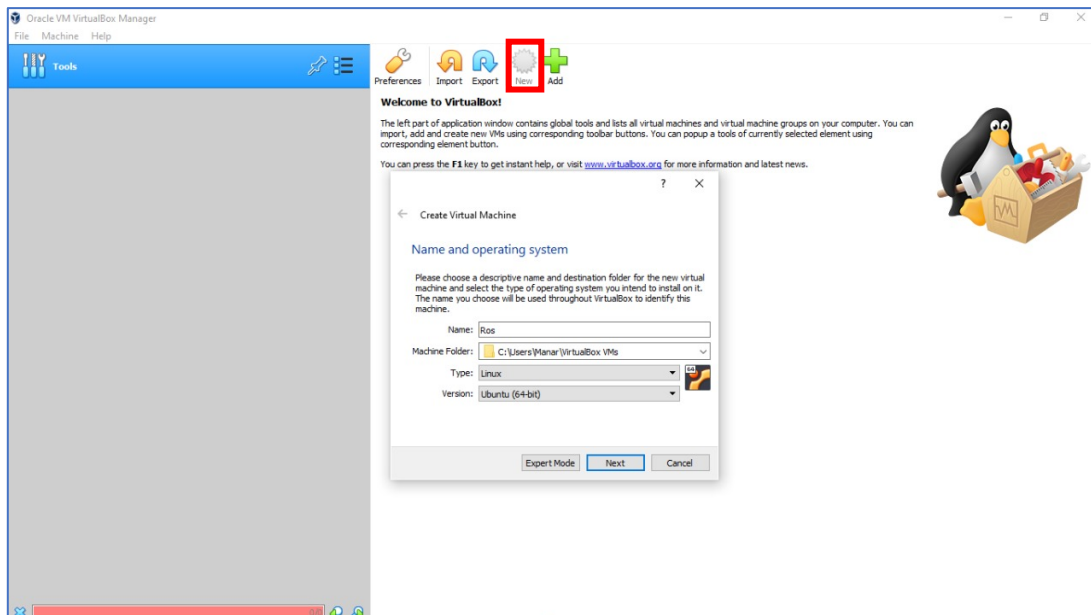 Oracle VM VirtualBox Manager
File Machine Help
Tools
Preferences Import Export New Add
Welcome to VirtualBox!
The left part of application window contains global tools and lists all virtual machines and virtual machine groups on your computer. You can
import, add and create new VMs using corresponding toolbar buttons. You can popup a tools of currently selected element using
corresponding element button.
You can press the F1 key to get instant help, or visit www.virtualbox.org for more information and latest news.
? X
Create Virtual Machine
Name and operating system
Please choose a descriptive name and destination folder for the new virtual
machine and select the type of operating system you intend to install on it.
The name you choose will be used throughout VirtualBox to identify this
machine.
Name: Ros
Machine Folder: C:\Users\Manar\VirtualBox VMs
Type: Linux
64
Version: Ubuntu (64-bit)
Expert Mode Next Cancel